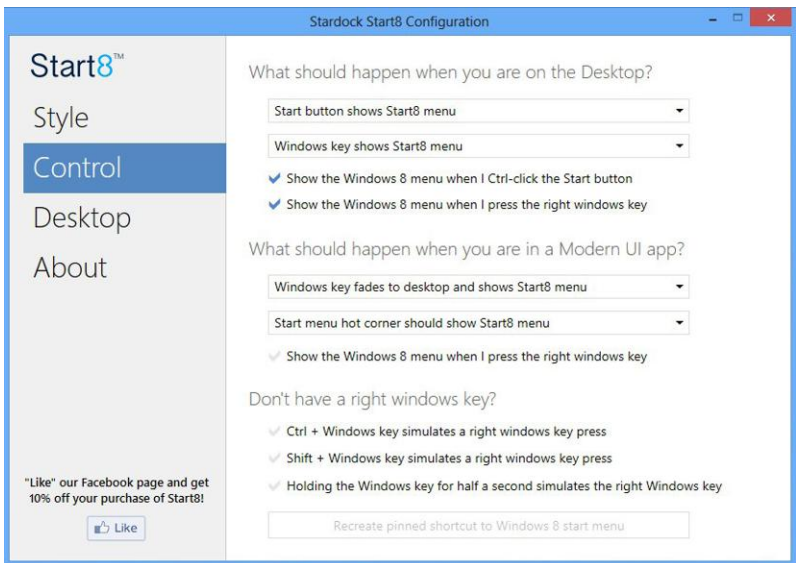 Stardock Start8 Configuration
Start8™
Style
Control
Desktop
About
"Like" our Facebook page and get
10% off your purchase of Start8!
Like
What should happen when you are on the Desktop?
Start button shows Start8 menu
Windows key shows Start8 menu
Show the Windows 8 menu when I Ctrl-click the Start button
Show the Windows 8 menu when I press the right windows key
What should happen when you are in a Modern UI app?
Windows key fades to desktop and shows Start8 menu
Start menu hot corner should show Start8 menu
Show the Windows 8 menu when I press the right windows key
Don't have a right windows key?
Ctrl + Windows key simulates a right windows key press
Shift + Windows key simulates a right windows key press
Holding the Windows key for half a second simulates the right Windows key
Recreate pinned shortcut to Windows 8 start menu